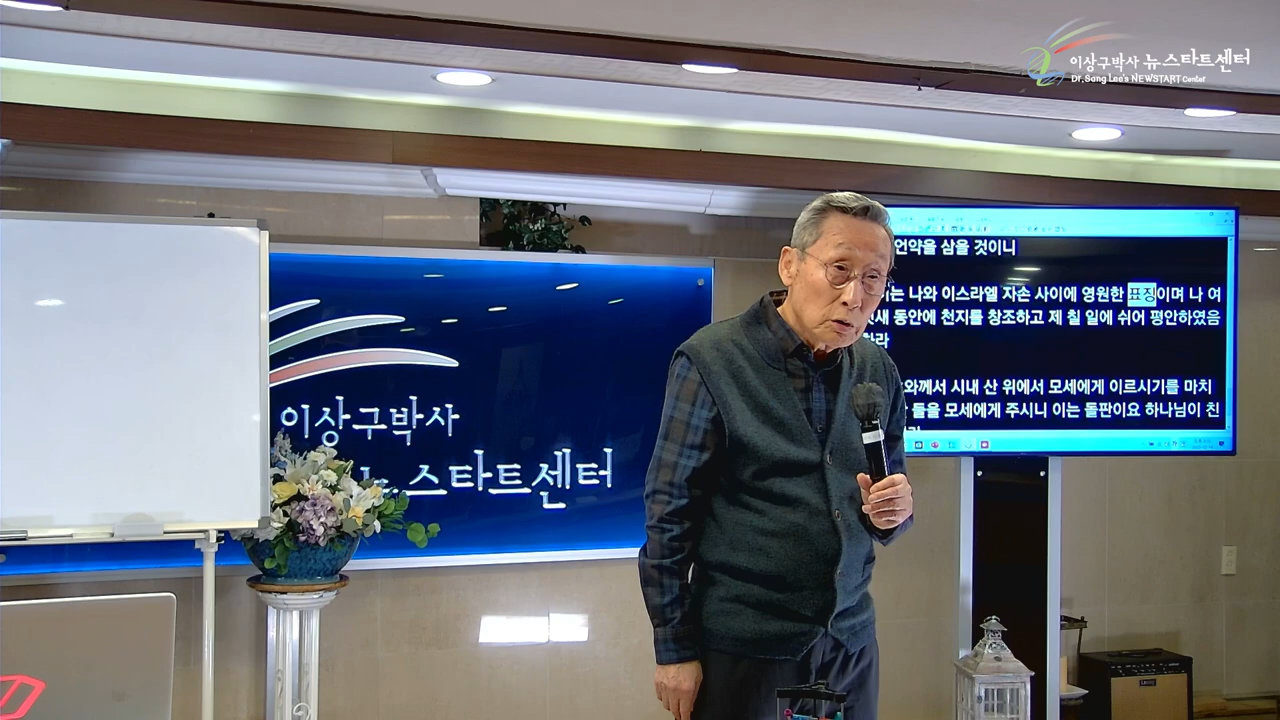 이상구박사 뉴스타트센터
Dr. Sang Lee's NEWSTART Center
언약을 삼을 것이니
는 나와 이스라엘 자손 사이에 영원한 표징이며 나 여
동안에 천지를 창조하고 제 칠 일에 쉬어 평안하였음
하라
와께서 시내 산 위에서 모세에게 이르시기를 마치
둘을 모세에게 주시니 이는 돌판이요 하나님이 친
이상구박사
스타트센터